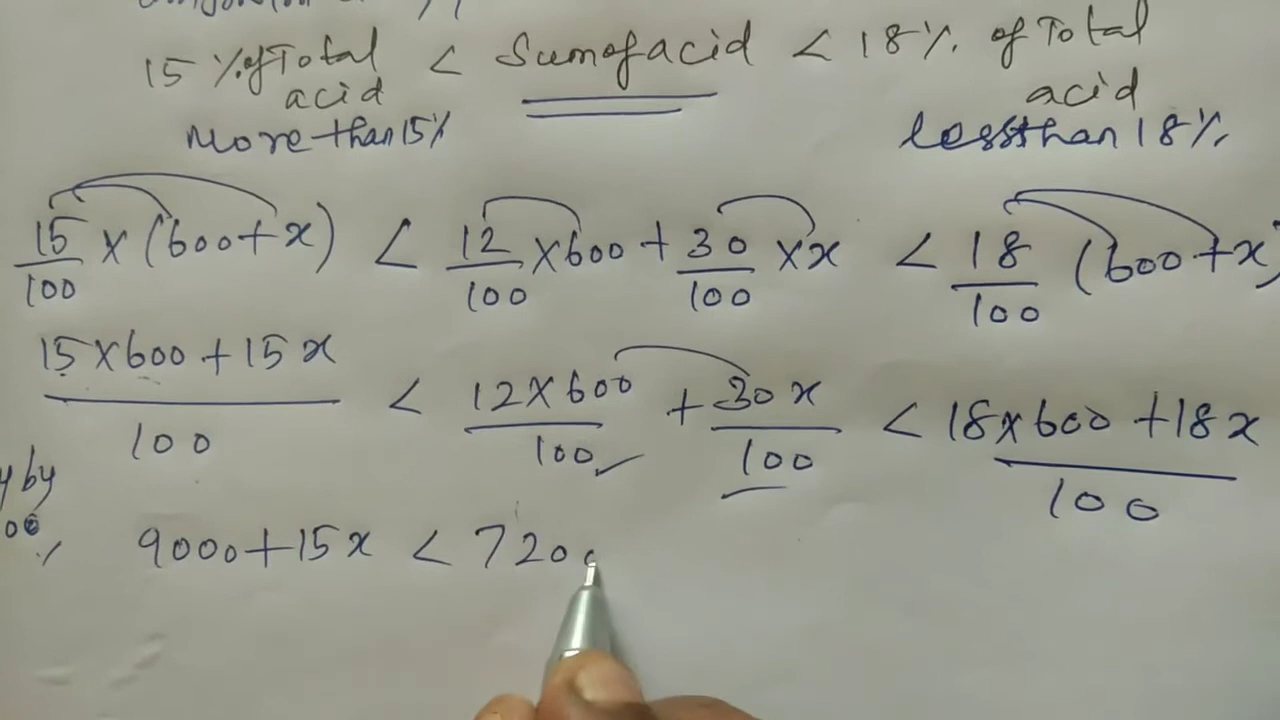 15 % of Total < Sum of acid < 18 % of Total
acid acid
More than 15% lessthan 18%
15/100 × (600 + x) < 12/100 × 600 + 30/100 × x < 18/100 (600 + x)
15 × 600 + 15 x / 100 < 12 × 600 / 100 + 30 x / 100 < 18 × 600 + 18 x / 100
y by
9000 + 15 x < 720